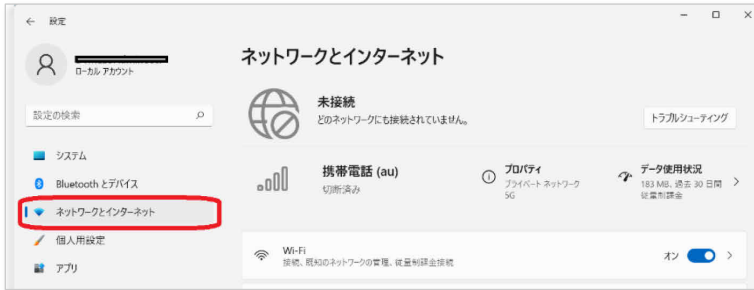 設定
ローカル アカウント
設定の検索
システム
Bluetooth とデバイス
ネットワークとインターネット
個人用設定
アプリ
ネットワークとインターネット
未接続
どのネットワークにも接続されていません。
トラブルシューティング
携帯電話 (au)
切断済み
プロパティ
プライベート ネットワーク
5G
データ使用状況
183 MB、過去 30 日間
従量制課金
Wi-Fi
接続、既知のネットワークの管理、従量制課金接続
オン